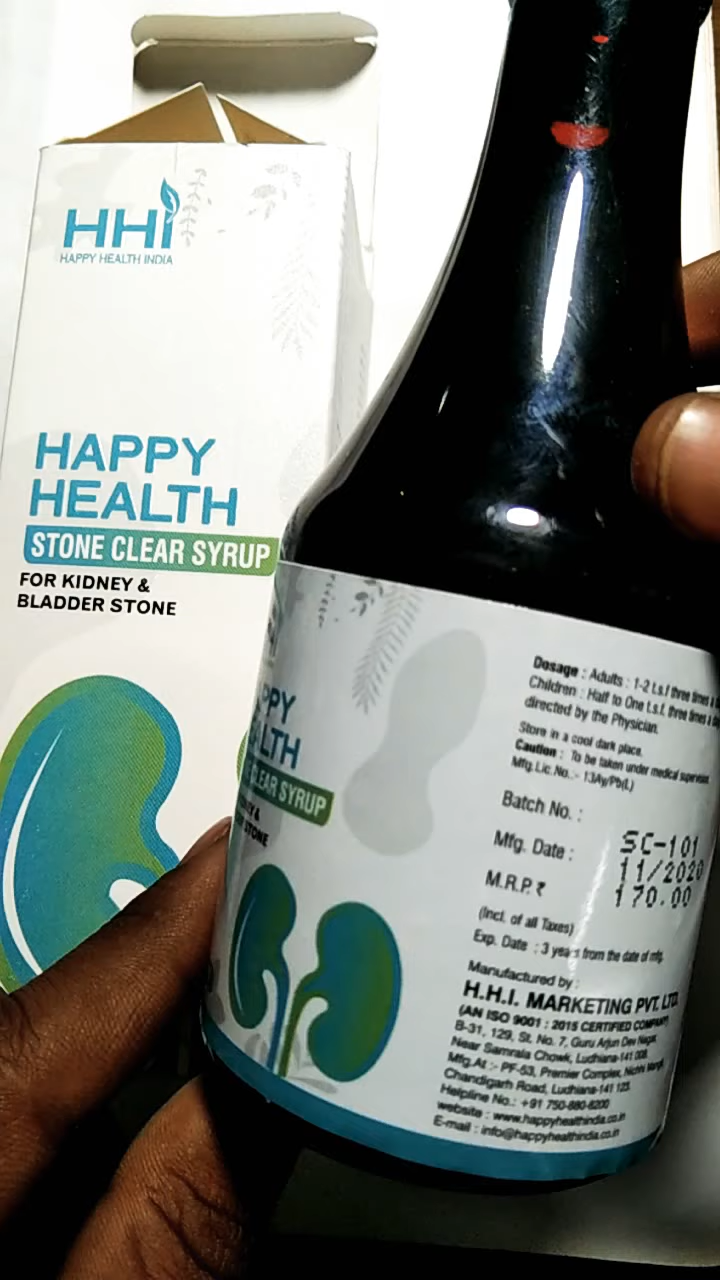 HHI
HAPPY HEALTH INDIA
HAPPY
HEALTH
STONE CLEAR SYRUP
FOR KIDNEY &
BLADDER STONE
PPY
ALTH
CLEAR SYRUP
STONE
Dosage : Adults : 1-2 t.s.f three times a
Children : Half to One t.s.f. three times a
directed by the Physician.
Store in a cool dark place.
Caution : To be taken under medical supervision.
Mfg.Lic.No.:- 13Ay/Pb(L)
Batch No. : SC-101
Mfg. Date : 11/2020
M.R.P.₹ 170.00
(Incl. of all Taxes)
Exp. Date : 3 years from the date of mfg.
Manufactured by :
H.H.I. MARKETING PVT. LTD.
(AN ISO 9001 : 2015 CERTIFIED COMPANY)
B-31, 129, St. No. 7, Guru Arjun Dev Nagar,
Near Samrala Chowk, Ludhiana-141 008.
Mfg.At :- PF-53, Premier Complex, Nichhi Mangli,
Chandigarh Road, Ludhiana-141 123.
Helpline No.: +91 750-880-8200
website : www.happyhealthindia.co.in
E-mail : info@happyhealthindia.co.in